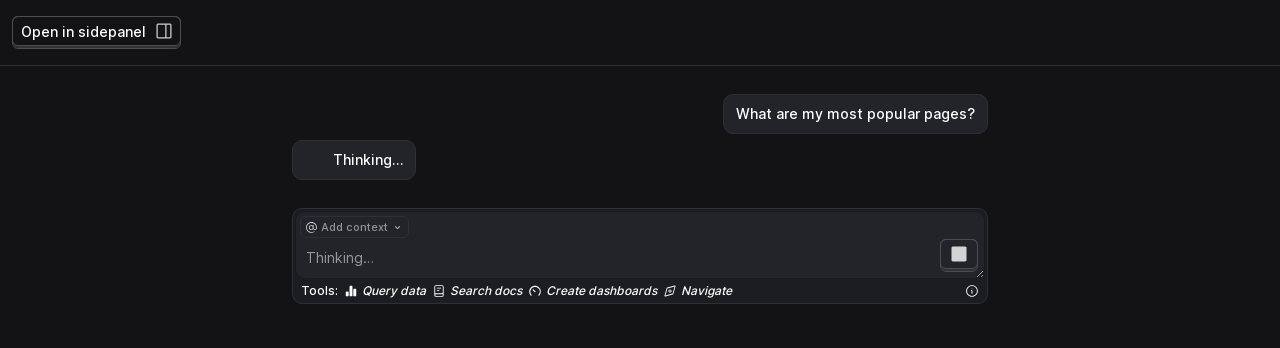 Open in sidepanel
What are my most popular pages?
Thinking...
@ Add context
Thinking...
Tools: Query data Search docs Create dashboards Navigate